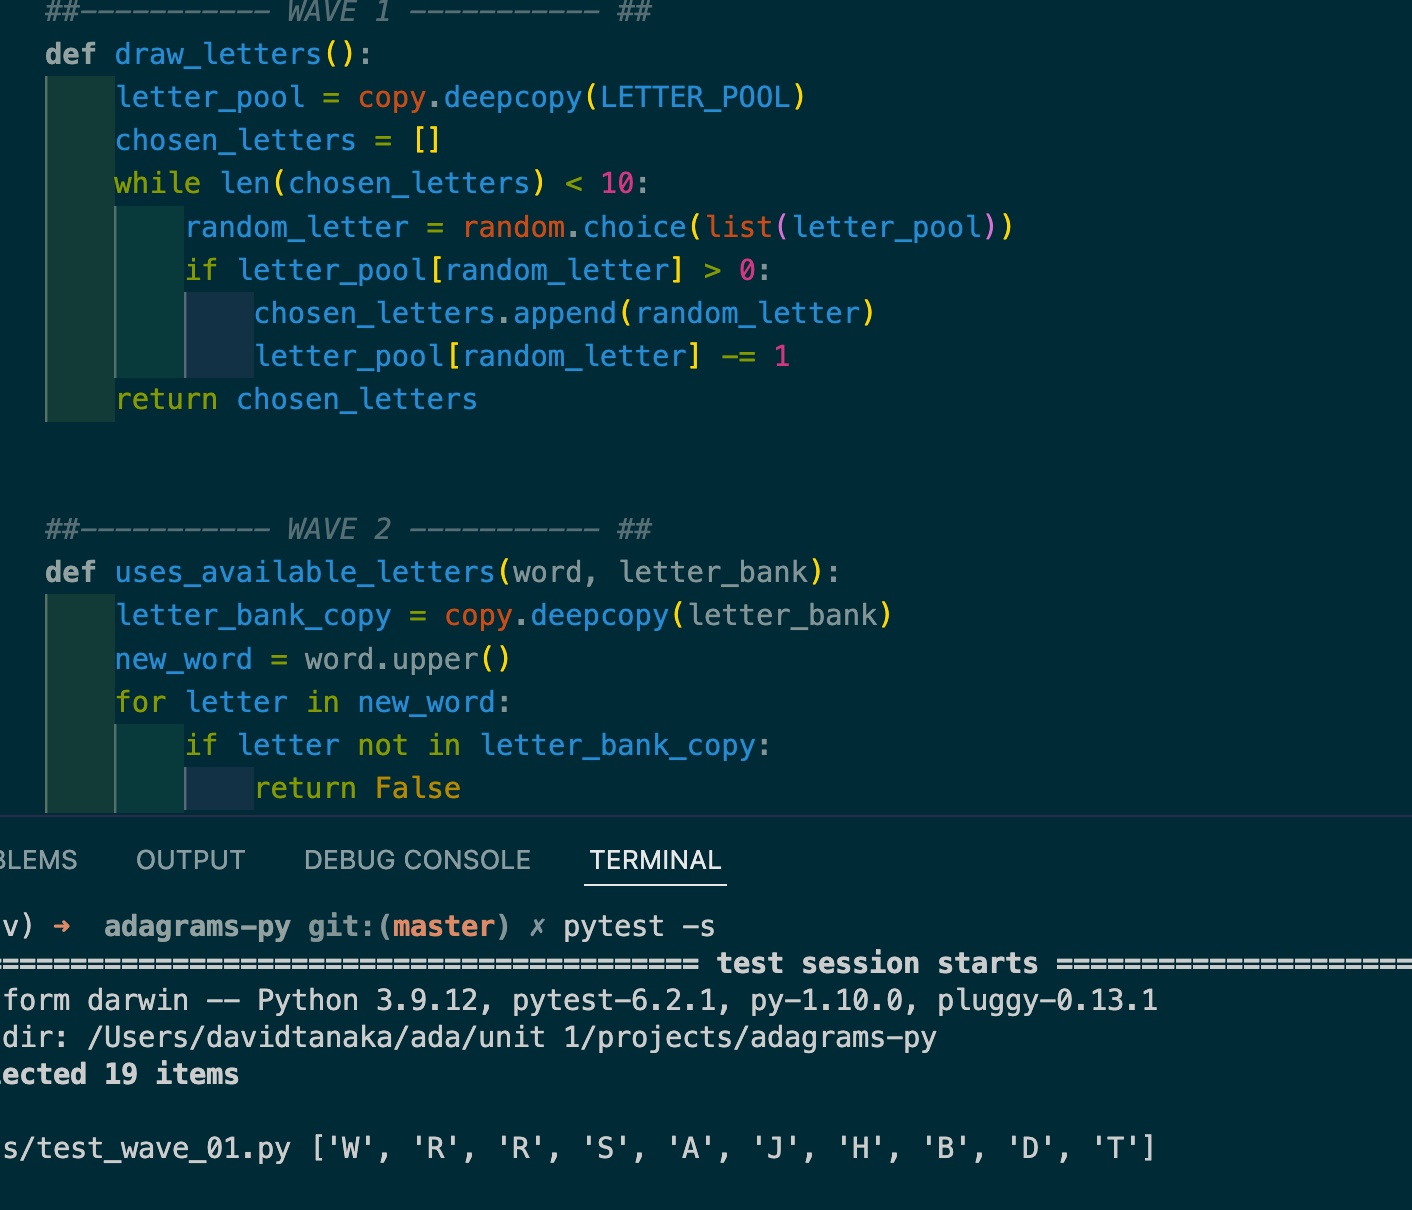 ##----------- WAVE 1 ----------- ##
def draw_letters():
    letter_pool = copy.deepcopy(LETTER_POOL)
    chosen_letters = []
    while len(chosen_letters) < 10:
        random_letter = random.choice(list(letter_pool))
        if letter_pool[random_letter] > 0:
            chosen_letters.append(random_letter)
            letter_pool[random_letter] -= 1
    return chosen_letters
##----------- WAVE 2 ----------- ##
def uses_available_letters(word, letter_bank):
    letter_bank_copy = copy.deepcopy(letter_bank)
    new_word = word.upper()
    for letter in new_word:
        if letter not in letter_bank_copy:
            return False
BLEMS OUTPUT DEBUG CONSOLE TERMINAL
v) ➜ adagrams-py git:(master) ✗ pytest -s
========================================= test session starts =====================
form darwin -- Python 3.9.12, pytest-6.2.1, py-1.10.0, pluggy-0.13.1
dir: /Users/davidtanaka/ada/unit 1/projects/adagrams-py
lected 19 items
s/test_wave_01.py ['W', 'R', 'R', 'S', 'A', 'J', 'H', 'B', 'D', 'T']